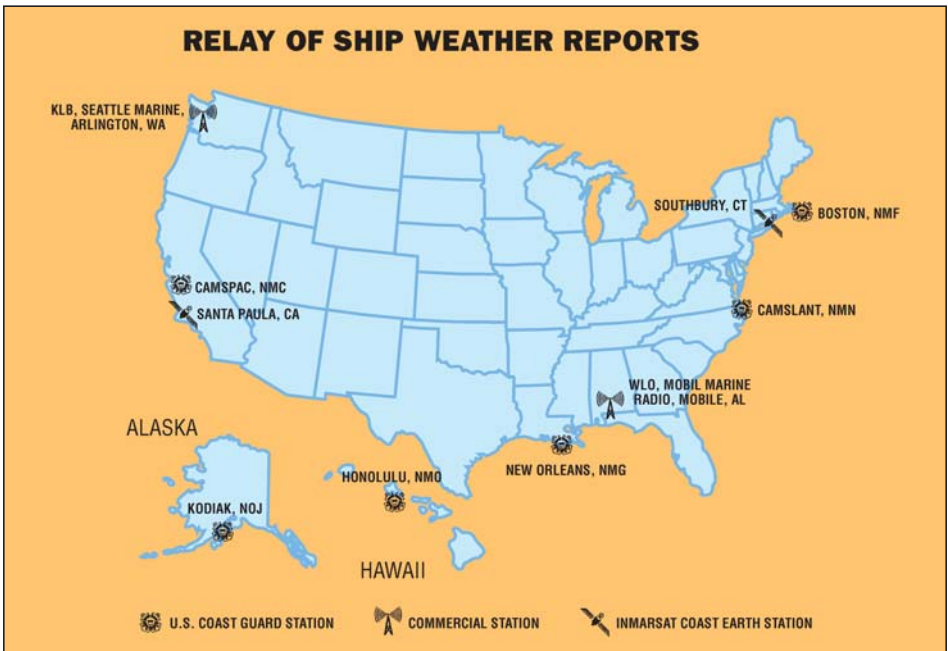 RELAY OF SHIP WEATHER REPORTS
KLB, SEATTLE MARINE,
ARLINGTON, WA
SOUTHBURY, CT
BOSTON, NMF
CAMSPAC, NMC
SANTA PAULA, CA
CAMSLANT, NMN
WLO, MOBIL MARINE
RADIO, MOBILE, AL
ALASKA
NEW ORLEANS, NMG
HONOLULU, NMO
KODIAK, NOJ
HAWAII
U.S. COAST GUARD STATION
COMMERCIAL STATION
INMARSAT COAST EARTH STATION